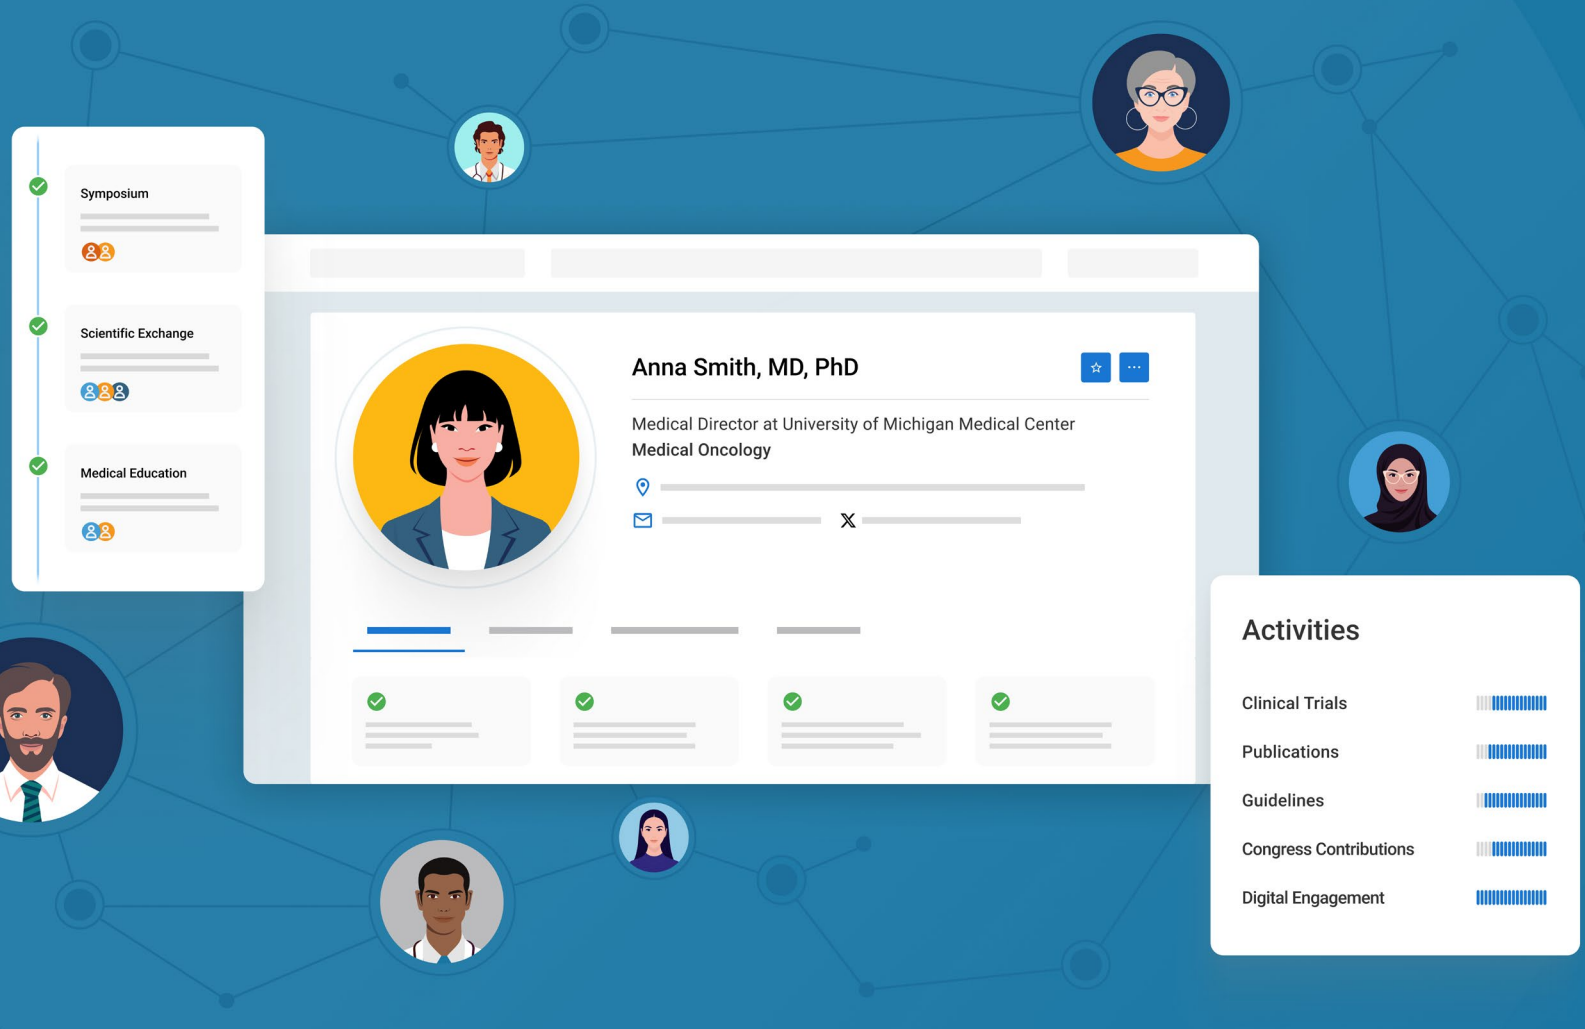 Symposium
Scientific Exchange
Medical Education
Anna Smith, MD, PhD
Medical Director at University of Michigan Medical Center
Medical Oncology
X
Activities
Clinical Trials
Publications
Guidelines
Congress Contributions
Digital Engagement